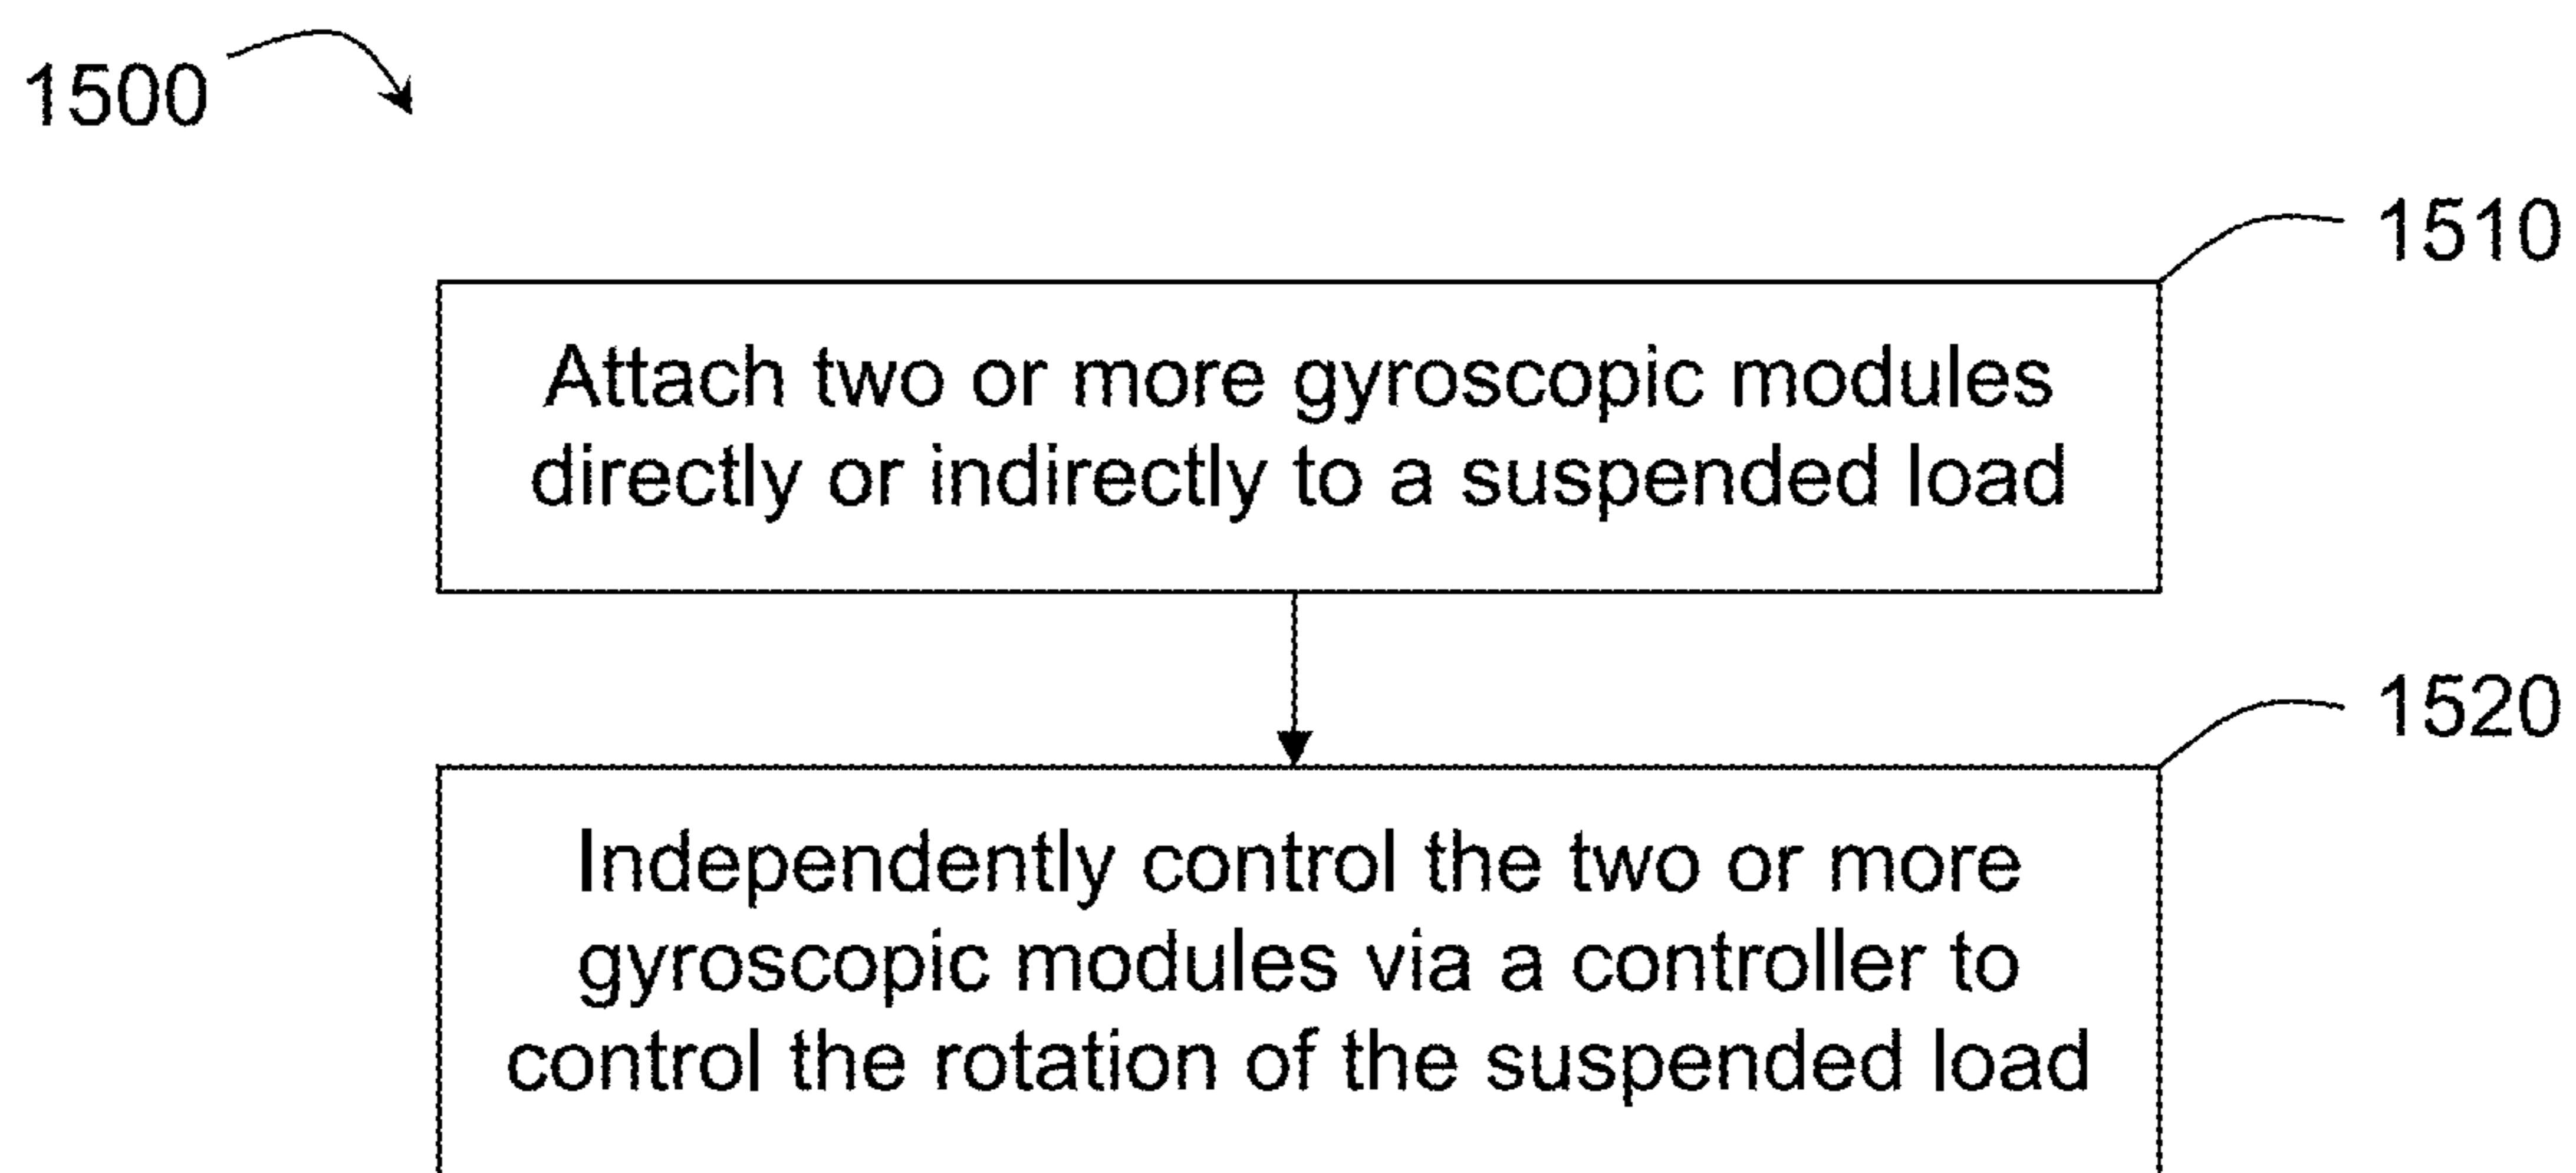 1500
1510
Attach two or more gyroscopic modules
directly or indirectly to a suspended load
1520
Independently control the two or more
gyroscopic modules via a controller to
control the rotation of the suspended load